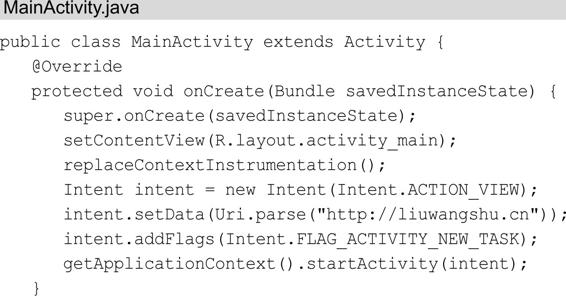 MainActivity.java
public class MainActivity extends Activity {
@Override
protected void onCreate(Bundle savedInstanceState) {
super.onCreate(savedInstanceState);
setContentView(R.layout.activity_main);
replaceContextInstrumentation();
Intent intent = new Intent(Intent.ACTION_VIEW);
intent.setData(Uri.parse("http://liuwangshu.cn"));
intent.addFlags(Intent.FLAG_ACTIVITY_NEW_TASK);
getApplicationContext().startActivity(intent);
}